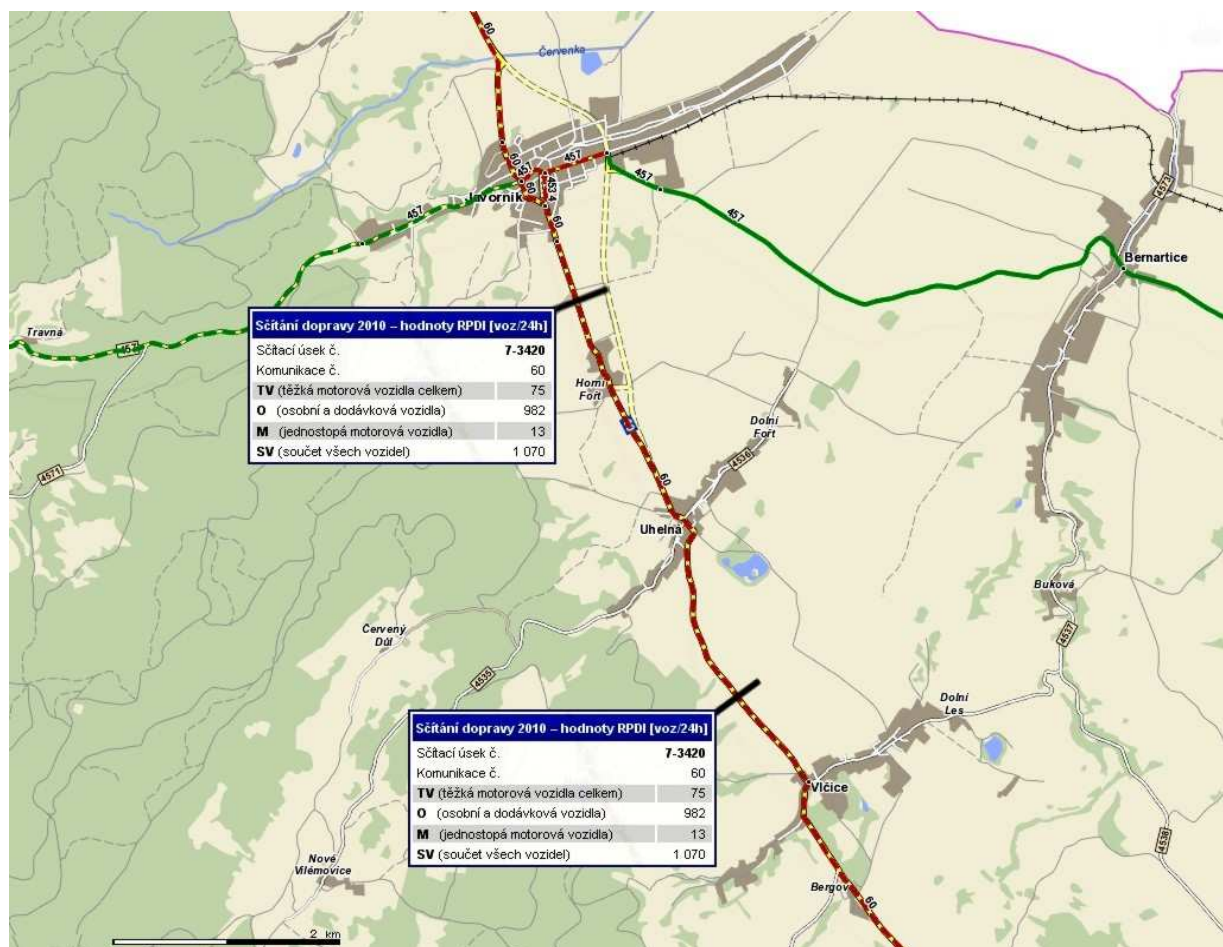 60
Červenka
60
457
457
60
453 4
Javorník
457
60
457
4573
Bernartice
Travná
457
Sčítání dopravy 2010 – hodnoty RPDI [voz/24h]
Sčítací úsek č. 7-3420
Komunikace č. 60
TV (těžká motorová vozidla celkem) 75
O (osobní a dodávková vozidla) 982
M (jednostopá motorová vozidla) 13
SV (součet všech vozidel) 1 070
Horní
Fořt
Dolní
Fořt
4571
60
4536
Uhelná
Buková
4537
Červený
Důl
4535
Dolní
Les
Sčítání dopravy 2010 – hodnoty RPDI [voz/24h]
Sčítací úsek č. 7-3420
Komunikace č. 60
TV (těžká motorová vozidla celkem) 75
O (osobní a dodávková vozidla) 982
M (jednostopá motorová vozidla) 13
SV (součet všech vozidel) 1 070
Vlčice
4538
Nové
Vilémovice
Bergov
60
2 km